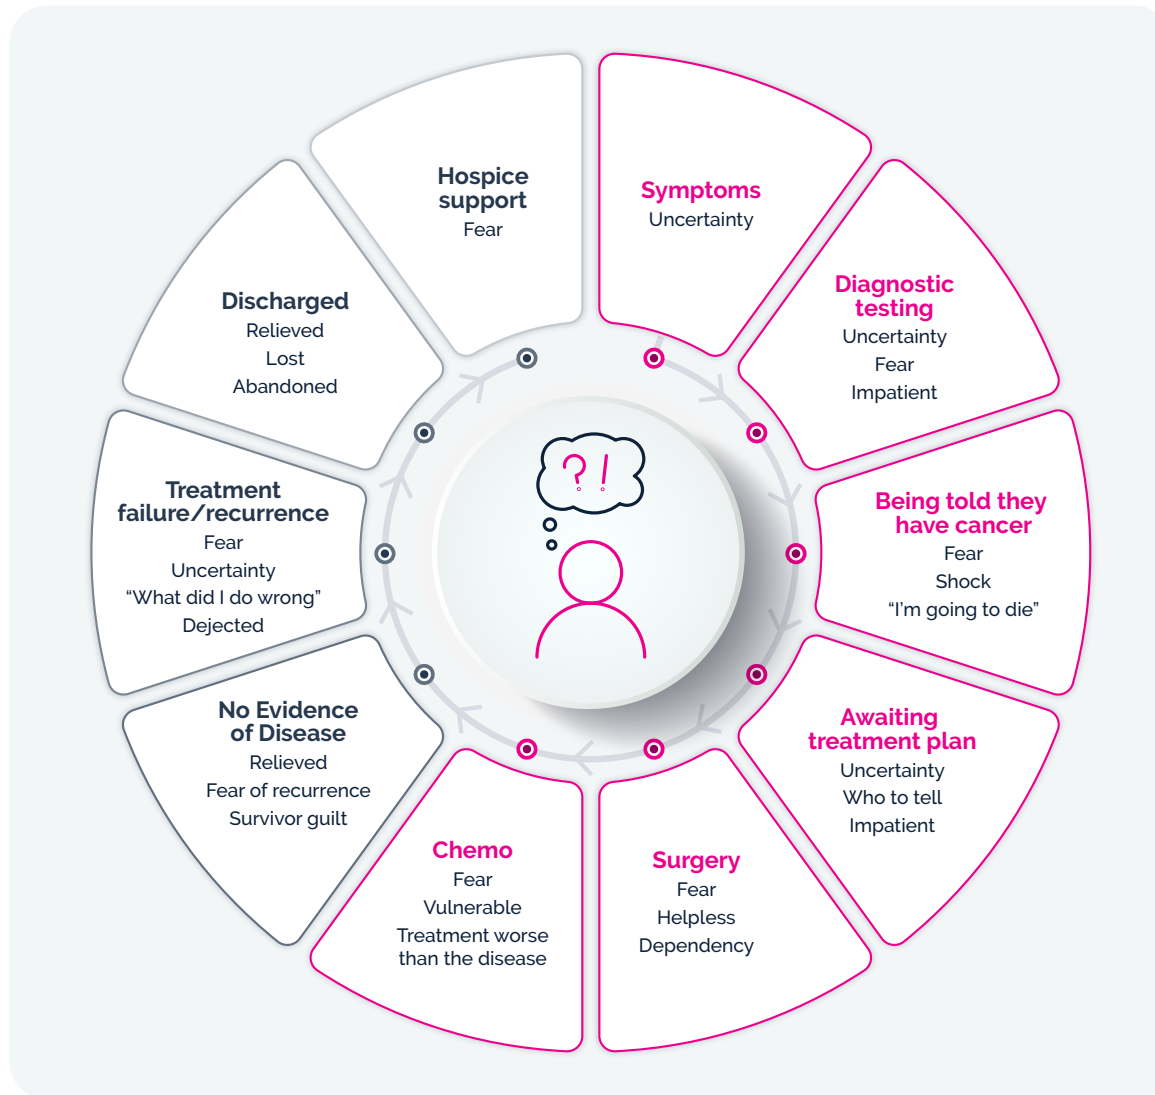 Symptoms
Uncertainty
Diagnostic
testing
Uncertainty
Fear
Impatient
Being told they
have cancer
Fear
Shock
“I’m going to die”
Awaiting
treatment plan
Uncertainty
Who to tell
Impatient
Surgery
Fear
Helpless
Dependency
Chemo
Fear
Vulnerable
Treatment worse
than the disease
No Evidence
of Disease
Relieved
Fear of recurrence
Survivor guilt
Treatment
failure/recurrence
Fear
Uncertainty
“What did I do wrong”
Dejected
Discharged
Relieved
Lost
Abandoned
Hospice
support
Fear
?!